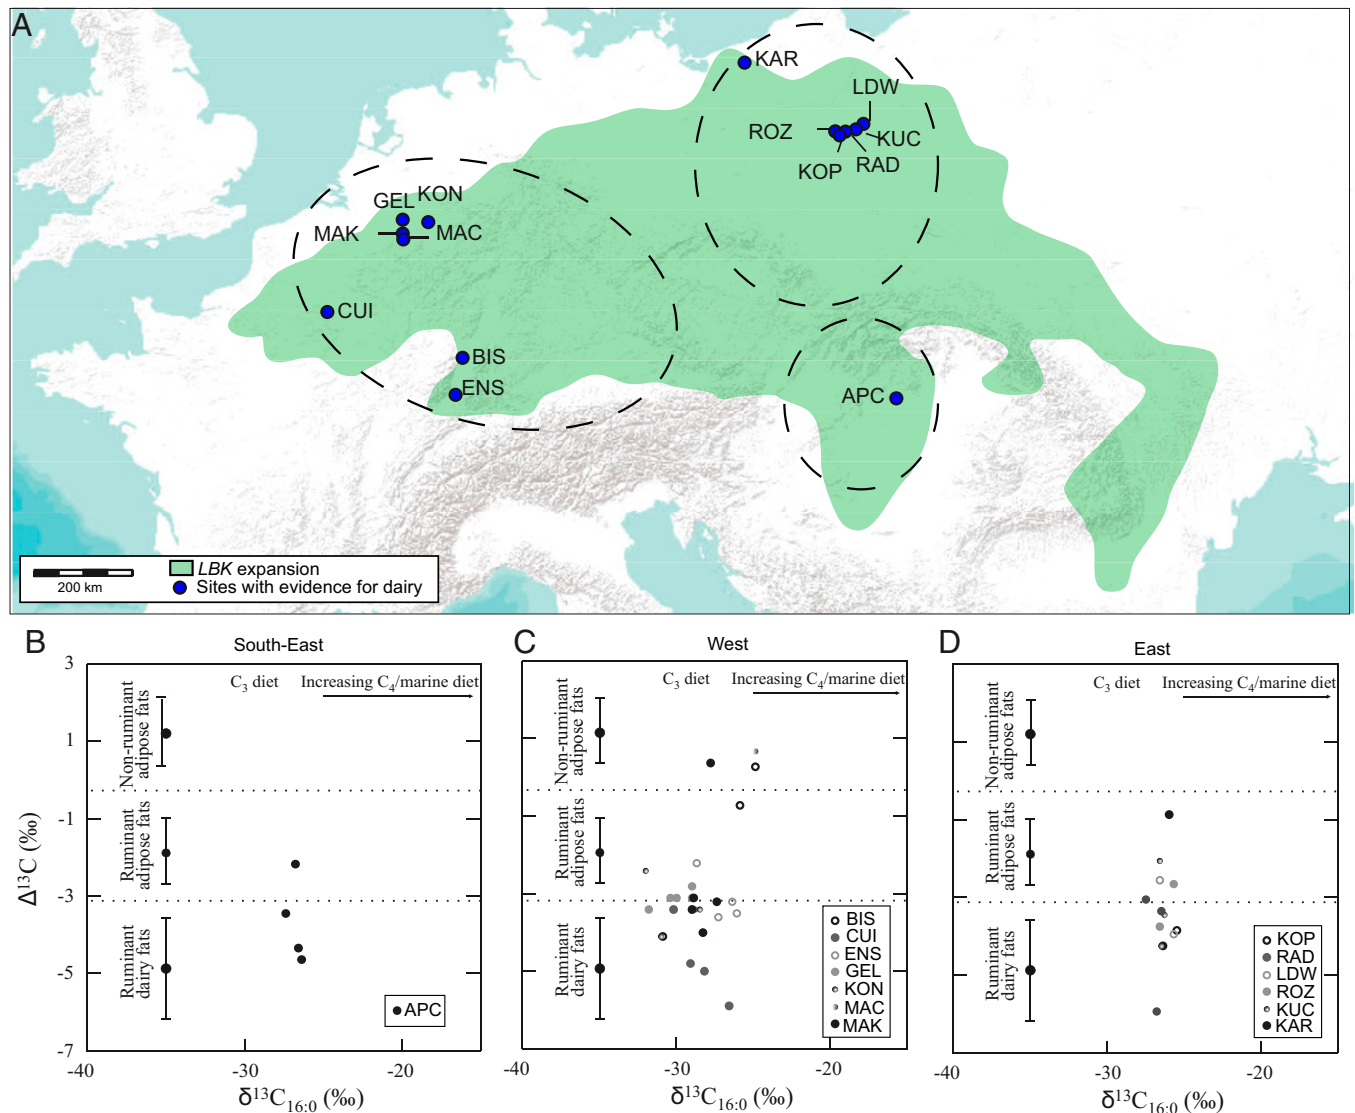 A
KAR
LDW
ROZ
KUC
KOP
RAD
GEL
KON
MAK
MAC
CUI
BIS
ENS
APC
LBK expansion
200 km
Sites with evidence for dairy
B
South-East
C
West
D
East
3
1
-1
-3
-5
-7
Δ¹³C (‰)
Non-ruminant
adipose fats
Ruminant
adipose fats
Ruminant
dairy fats
C₃ diet
Increasing C₄/marine diet
APC
-40
-30
-20
δ¹³C₁₆:₀ (‰)
Non-ruminant
adipose fats
Ruminant
adipose fats
Ruminant
dairy fats
C₃ diet
Increasing C₄/marine diet
BIS
CUI
ENS
GEL
KON
MAC
MAK
-40
-30
-20
δ¹³C₁₆:₀ (‰)
Non-ruminant
adipose fats
Ruminant
adipose fats
Ruminant
dairy fats
C₃ diet
Increasing C₄/marine diet
KOP
RAD
LDW
ROZ
KUC
KAR
-40
-30
-20
δ¹³C₁₆:₀ (‰)